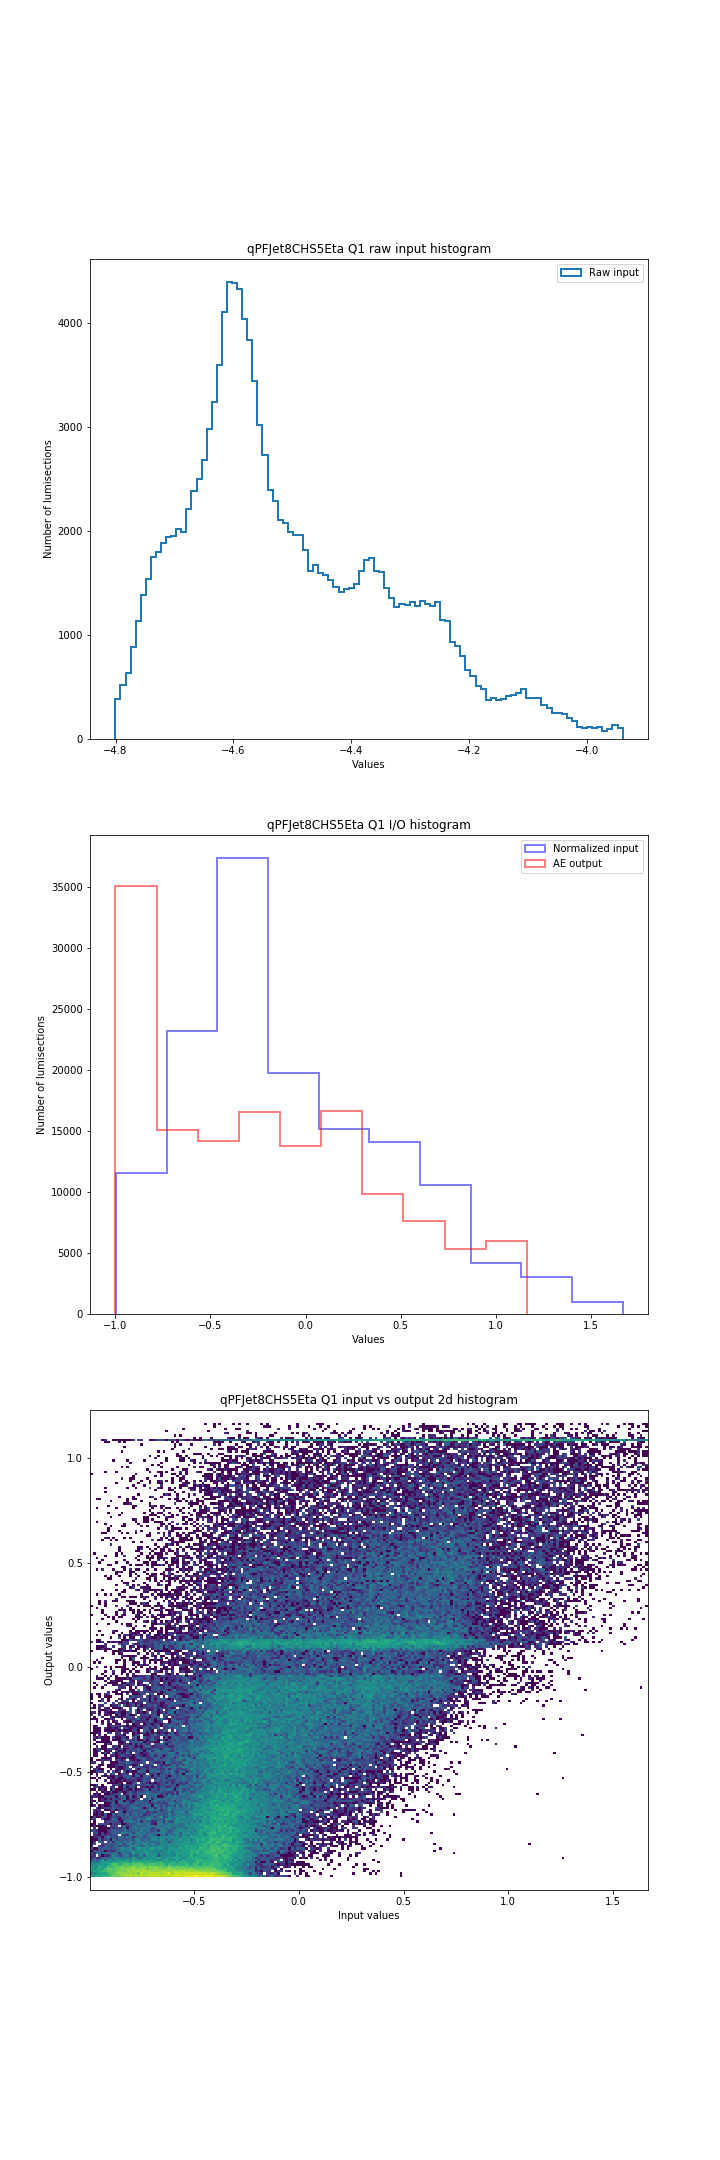 qPFJet8CHS5Eta Q1 raw input histogram
Raw input
4000
3000
2000
1000
0
Number of lumisections
−4.8 −4.6 −4.4 −4.2 −4.0
Values
qPFJet8CHS5Eta Q1 I/O histogram
Normalized input
AE output
35000
30000
25000
20000
15000
10000
5000
0
Number of lumisections
−1.0 −0.5 0.0 0.5 1.0 1.5
Values
qPFJet8CHS5Eta Q1 input vs output 2d histogram
1.0
0.5
0.0
−0.5
−1.0
Output values
−0.5 0.0 0.5 1.0 1.5
Input values